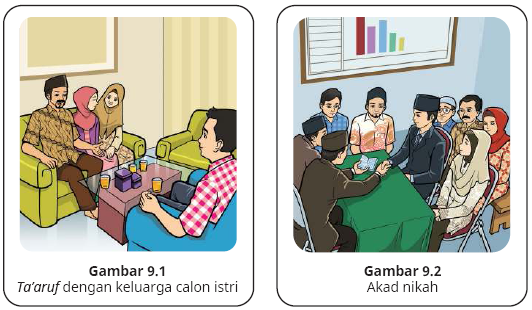 Gambar 9.1
Ta'aruf dengan keluarga calon istri
Gambar 9.2
Akad nikah